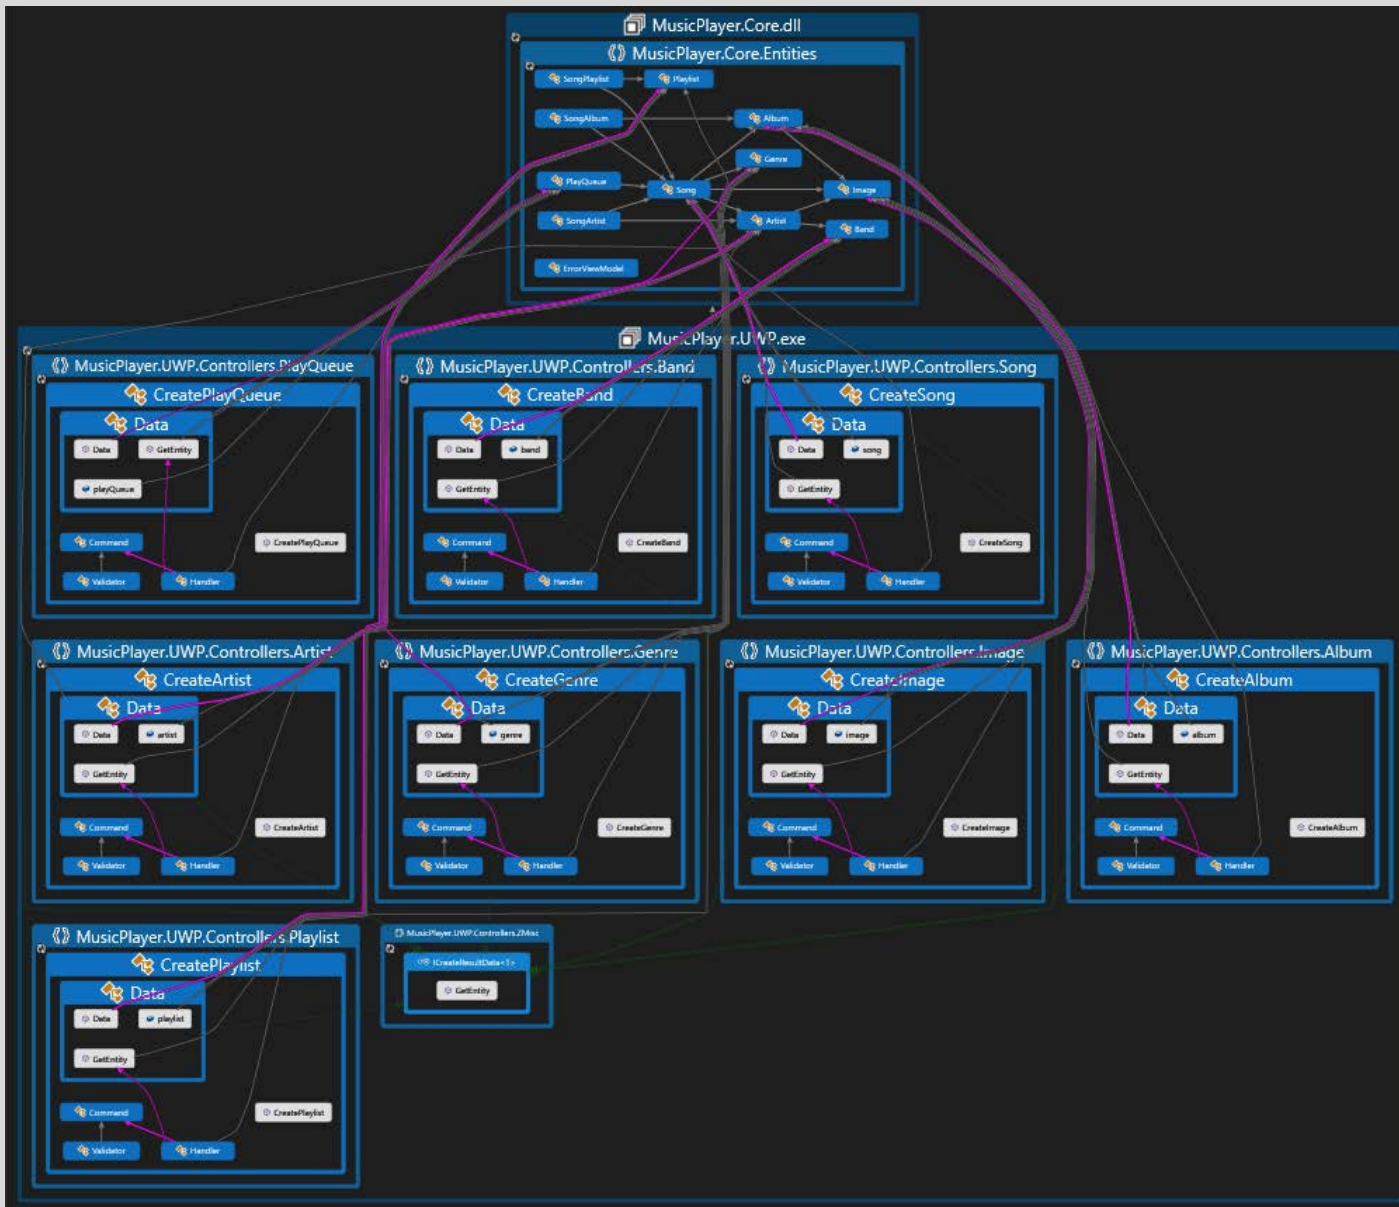 MusicPlayer.Core.dll
MusicPlayer.Core.Entities
SongPlaylist
Playlist
SongAlbum
Album
Genre
PlayQueue
Song
Image
SongArtist
Artist
Band
ErrorViewModel
MusicPlayer.UWP.exe
MusicPlayer.UWP.Controllers.PlayQueue
CreatePlayQueue
Data
Data
GetEntity
playQueue
Command
CreatePlayQueue
Validator
Handler
MusicPlayer.UWP.Controllers.Band
CreateBand
Data
Data
band
GetEntity
Command
CreateBand
Validator
Handler
MusicPlayer.UWP.Controllers.Song
CreateSong
Data
Data
song
GetEntity
Command
CreateSong
Validator
Handler
MusicPlayer.UWP.Controllers.Artist
CreateArtist
Data
Data
artist
GetEntity
Command
CreateArtist
Validator
Handler
MusicPlayer.UWP.Controllers.Genre
CreateGenre
Data
Data
genre
GetEntity
Command
CreateGenre
Validator
Handler
MusicPlayer.UWP.Controllers.Image
CreateImage
Data
Data
image
GetEntity
Command
CreateImage
Validator
Handler
MusicPlayer.UWP.Controllers.Album
CreateAlbum
Data
Data
album
GetEntity
Command
CreateAlbum
Validator
Handler
MusicPlayer.UWP.Controllers.Playlist
CreatePlaylist
Data
Data
playlist
GetEntity
Command
CreatePlaylist
Validator
Handler
MusicPlayer.UWP.Controllers.ZMisc
ICreateResultData<T>
GetEntity